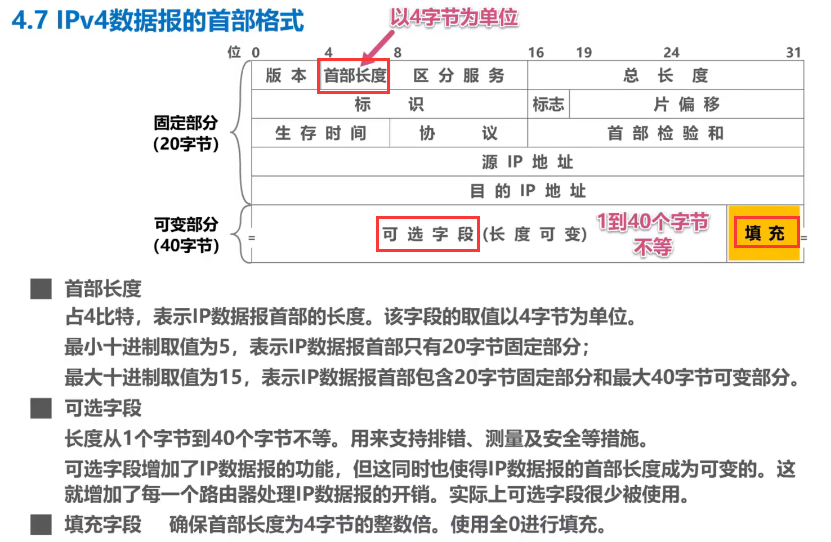 4.7 IPv4数据报的首部格式
以4字节为单位
位 0 4 8 16 19 24 31
版 本 首部长度 区 分 服 务 总 长 度
标 识 标志 片 偏 移
固定部分
(20字节)
生 存 时 间 协 议 首 部 检 验 和
源 IP 地 址
目 的 IP 地 址
可变部分
(40字节)
可 选 字 段 (长 度 可 变)
1到40个字节
不等
填 充
首部长度
占4比特，表示IP数据报首部的长度。该字段的取值以4字节为单位。
最小十进制取值为5，表示IP数据报首部只有20字节固定部分；
最大十进制取值为15，表示IP数据报首部包含20字节固定部分和最大40字节可变部分。
可选字段
长度从1个字节到40个字节不等。用来支持排错、测量及安全等措施。
可选字段增加了IP数据报的功能，但这同时也使得IP数据报的首部长度成为可变的。这
就增加了每一个路由器处理IP数据报的开销。实际上可选字段很少被使用。
填充字段 确保首部长度为4字节的整数倍。使用全0进行填充。